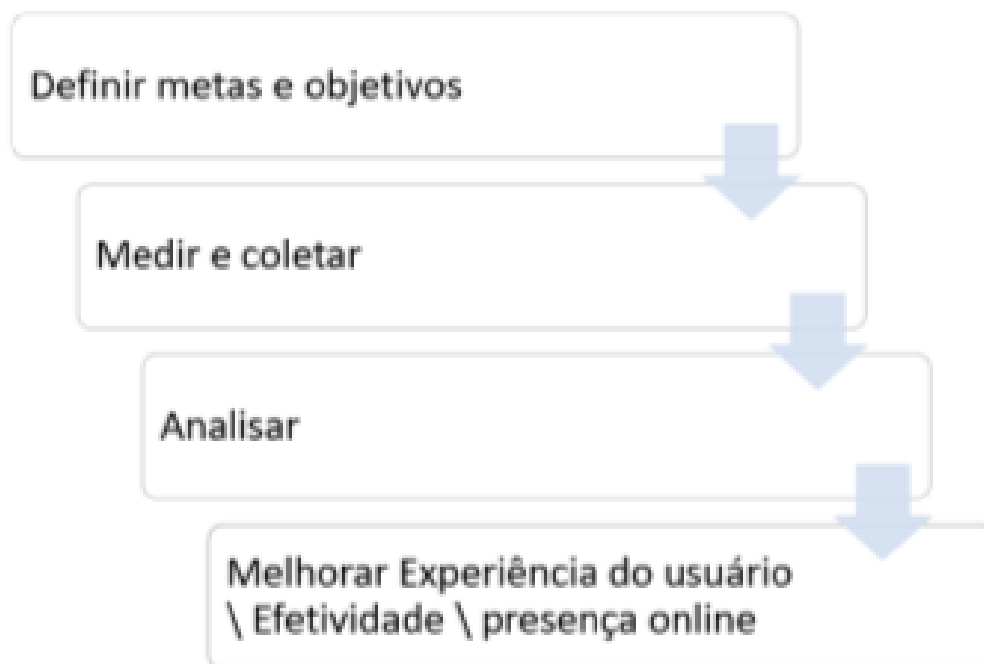 Definir metas e objetivos
Medir e coletar
Analisar
Melhorar Experiência do usuário
\ Efetividade \ presença online